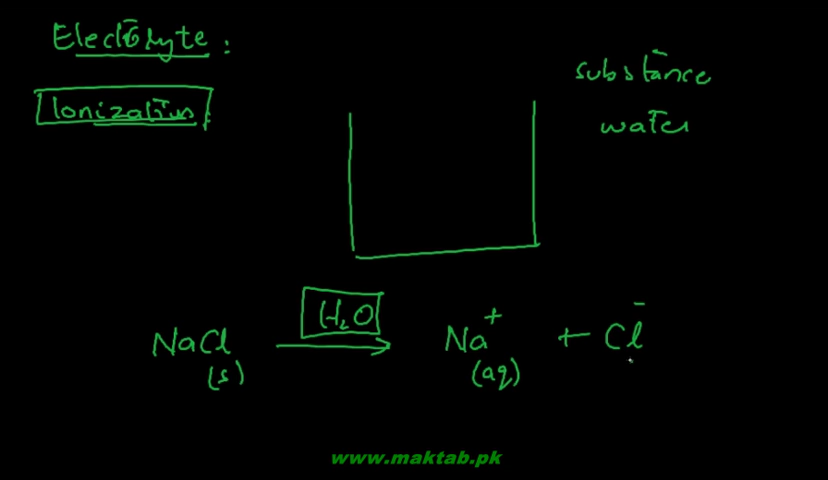 Electrolyte :
substance
Ionization :
water
H₂O
NaCl → Na⁺ + Cl⁻
(s) (aq)
www.maktab.pk